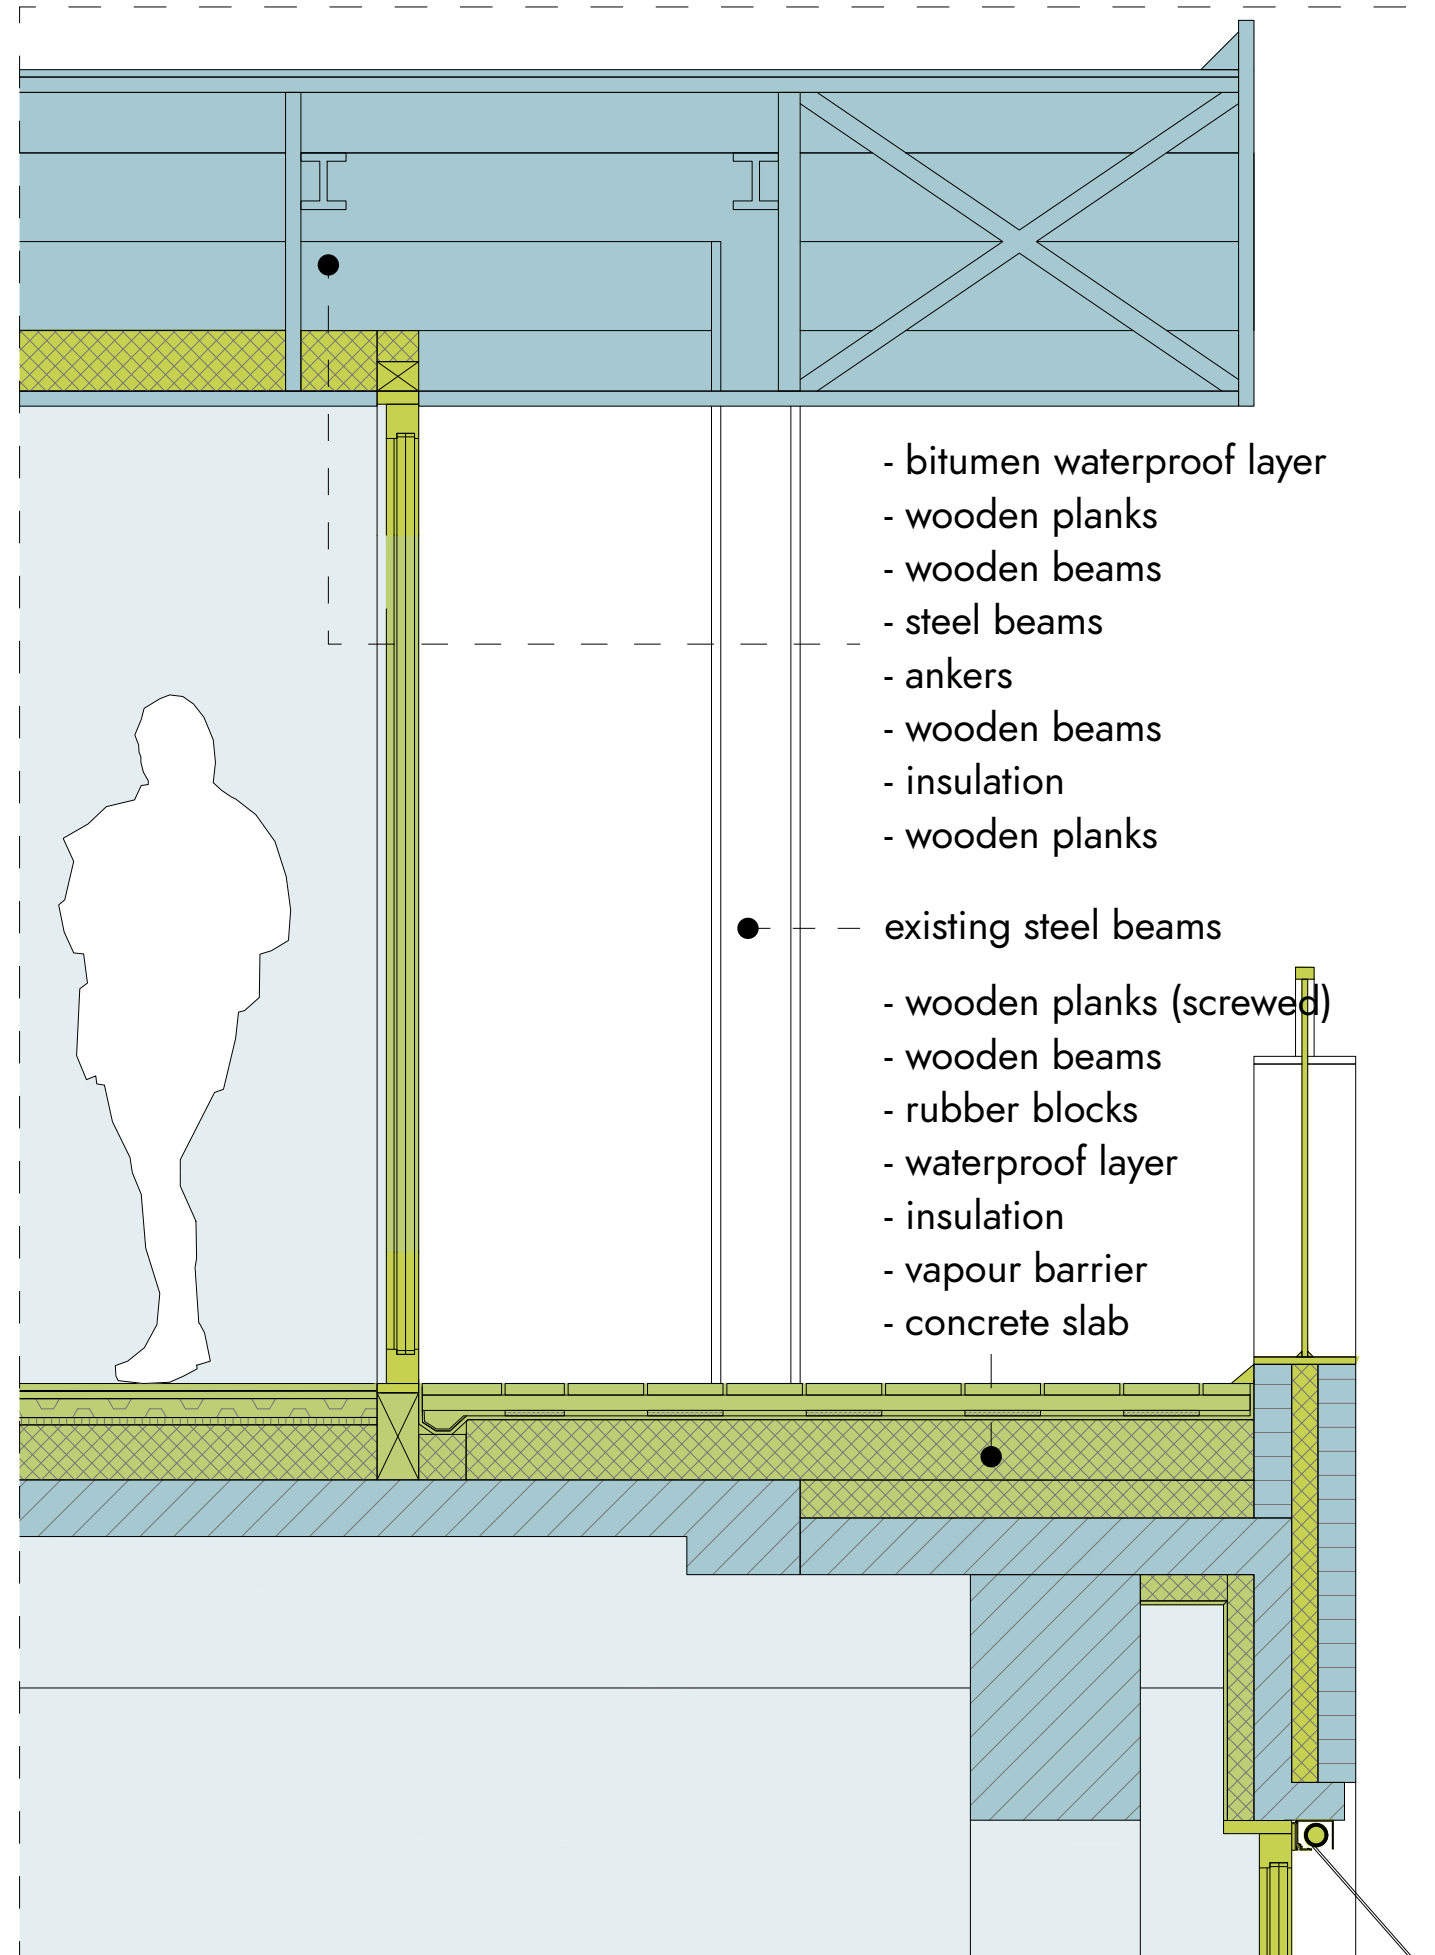 - bitumen waterproof layer
- wooden planks
- wooden beams
- steel beams
- ankers
- wooden beams
- insulation
- wooden planks
existing steel beams
- wooden planks (screwed)
- wooden beams
- rubber blocks
- waterproof layer
- insulation
- vapour barrier
- concrete slab